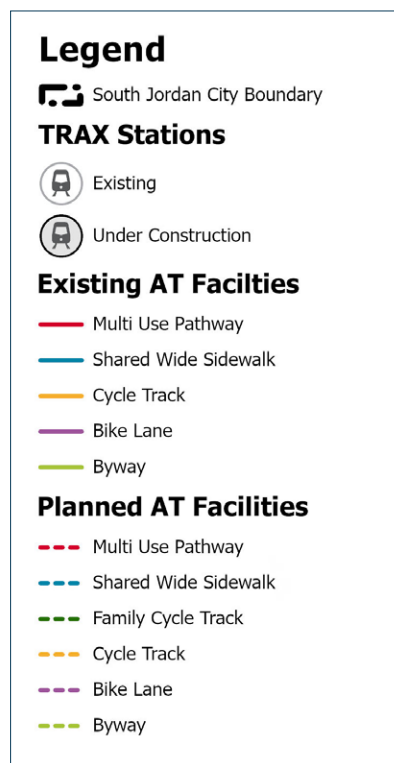 Legend
South Jordan City Boundary
TRAX Stations
Existing
Under Construction
Existing AT Facilties
Multi Use Pathway
Shared Wide Sidewalk
Cycle Track
Bike Lane
Byway
Planned AT Facilities
Multi Use Pathway
Shared Wide Sidewalk
Family Cycle Track
Cycle Track
Bike Lane
Byway